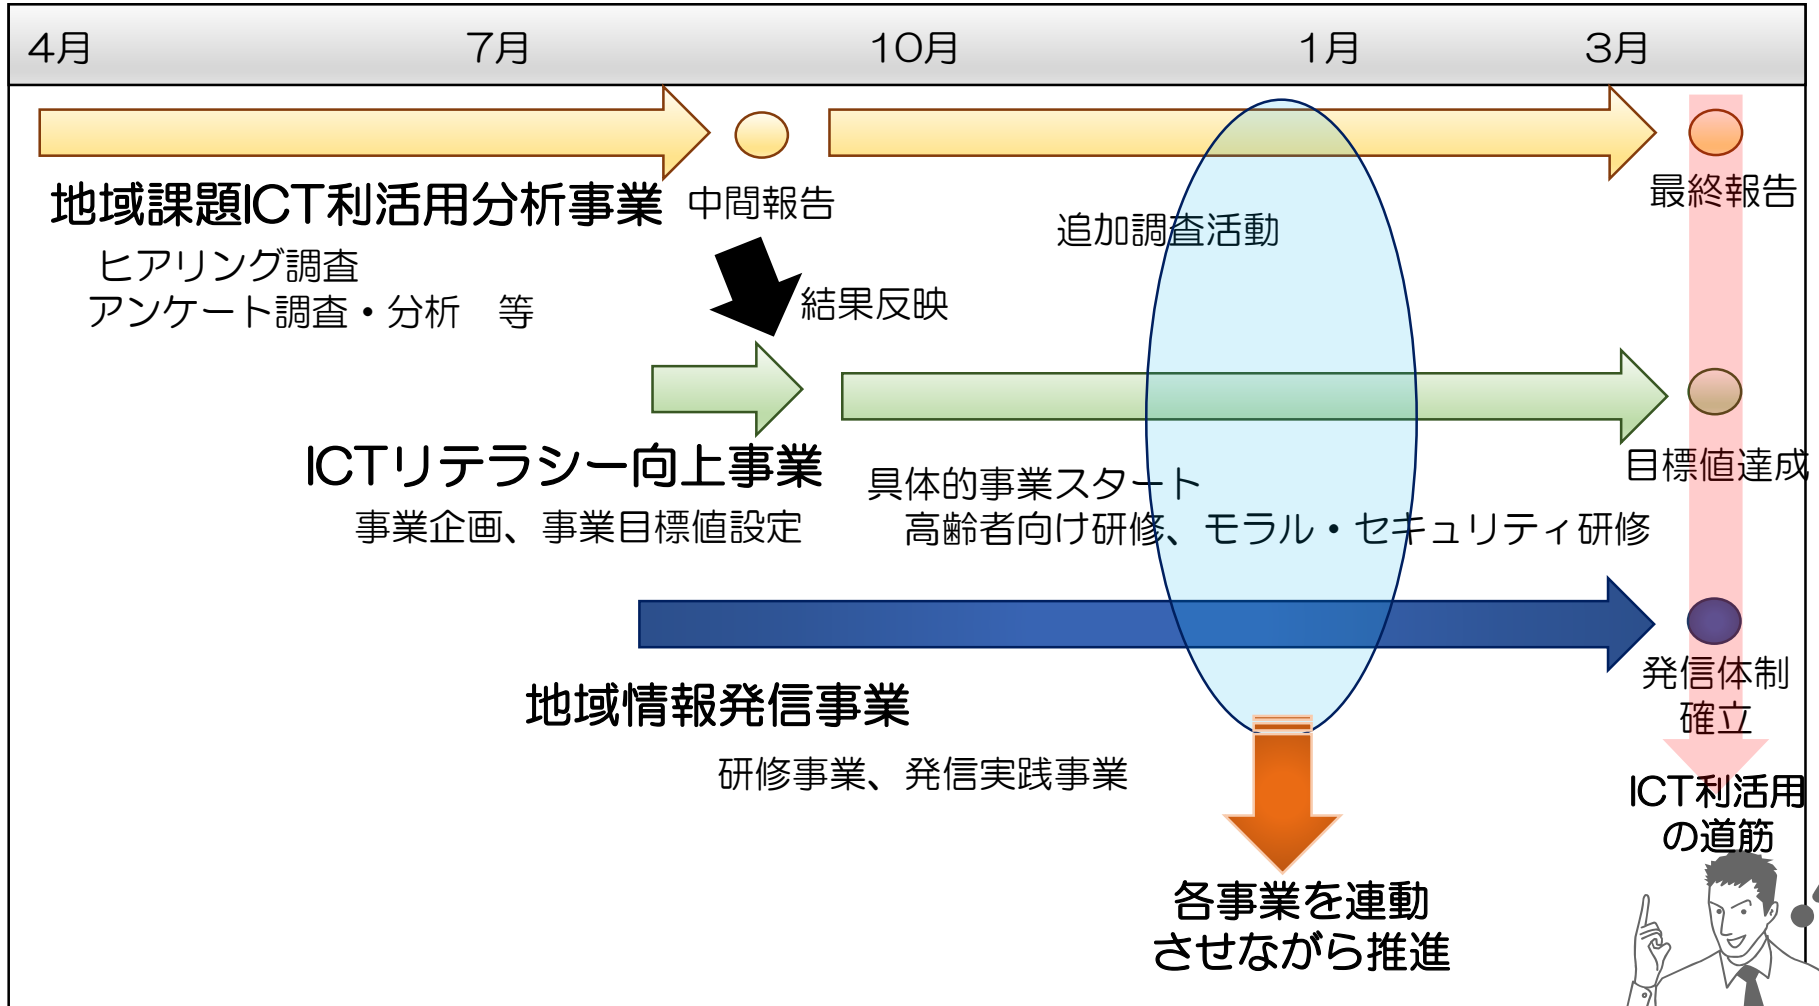 4月 7月 10月 1月 3月
地域課題ICT利活用分析事業
中間報告
最終報告
追加調査活動
ヒアリング調査
アンケート調査・分析　等
結果反映
ICTリテラシー向上事業
目標値達成
具体的事業スタート
高齢者向け研修、モラル・セキュリティ研修
事業企画、事業目標値設定
発信体制
確立
地域情報発信事業
研修事業、発信実践事業
ICT利活用
の道筋
各事業を連動
させながら推進